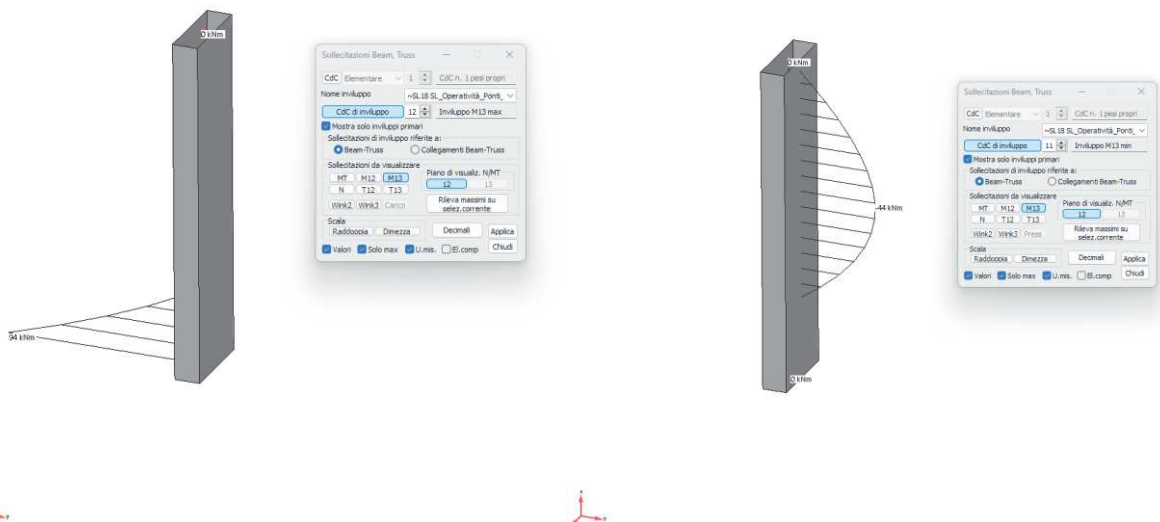 0 kNm
94 kNm
Sollecitazioni Beam, Truss
CdC Elementare 1 CdC n. 1 pesi propri
Nome inviluppo ~SL18 SL_Operatività_Ponti_
CdC di inviluppo 12 Inviluppo M13 max
Mostra solo inviluppi primari
Sollecitazioni di inviluppo riferite a:
Beam-Truss Collegamenti Beam-Truss
Sollecitazioni da visualizzare
MT M12 M13
N T12 T13
Wink2 Wink3 Carico
Piano di visualiz. N/MT
12 13
Rileva massimi su
selez.corrente
Scala
Raddoppia Dimezza
Decimali Applica
Valori Solo max U.mis. El.comp Chiudi
0 kNm
-44 kNm
0 kNm
Sollecitazioni Beam, Truss
CdC Elementare 1 CdC n. 1 pesi propri
Nome inviluppo ~SL18 SL_Operatività_Ponti_
CdC di inviluppo 11 Inviluppo M13 min
Mostra solo inviluppi primari
Sollecitazioni di inviluppo riferite a:
Beam-Truss Collegamenti Beam-Truss
Sollecitazioni da visualizzare
MT M12 M13
N T12 T13
Wink2 Wink3 Press
Piano di visualiz. N/MT
12 13
Rileva massimi su
selez.corrente
Scala
Raddoppia Dimezza
Decimali Applica
Valori Solo max U.mis. El.comp Chiudi
y
z
y